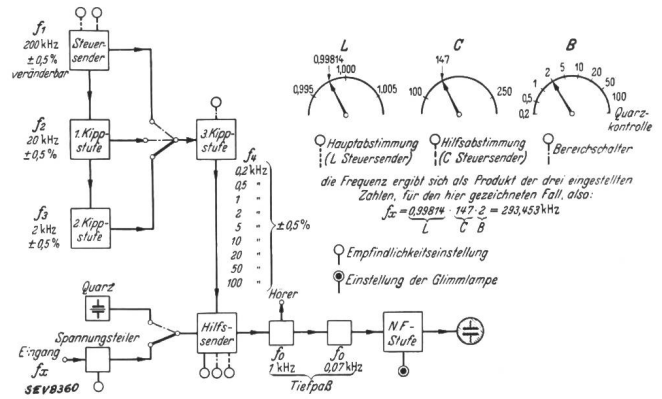 f1
200 kHz
±0,5%
veränderbar
Steuer-
sender
f2
20 kHz
±0,5%
1. Kipp-
stufe
f3
2 kHz
±0,5%
2. Kipp-
stufe
3. Kipp-
stufe
f4
0,2 kHz
0,5 "
1 "
2 "
5 "
10 "
20 "
50 "
100 "
±0,5%
L
0,99814
0,995
1,000
1,005
C
147
100
250
B
0,2
0,5
1
2
5
10
20
50
100
Quarz-
kontrolle
Hauptabstimmung
(L Steuersender)
Hilfsabstimmung
(C Steuersender)
Bereichschalter
die Frequenz ergibt sich als Produkt der drei eingestellten
Zahlen, für den hier gezeichneten Fall, also:
fx = 0,99814 · 147 · 2 = 293,453 kHz
L C B
Empfindlichkeitseinstellung
Einstellung der Glimmlampe
Quarz
Spannungsteiler
Eingang
fx
SEV8360
Hilfs-
sender
Hörer
f0
1 kHz
f0
0,07 kHz
Tiefpaß
NF-
Stufe